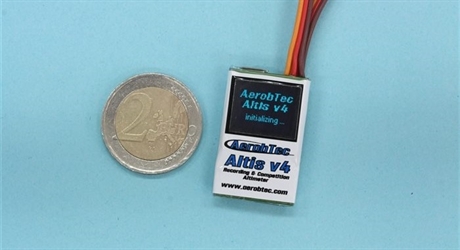 2
AerobTec
Altis v4
Initializing ...
AerobTec
Altis v4
Recording & Competition
Altimeter
www.aerobtec.com